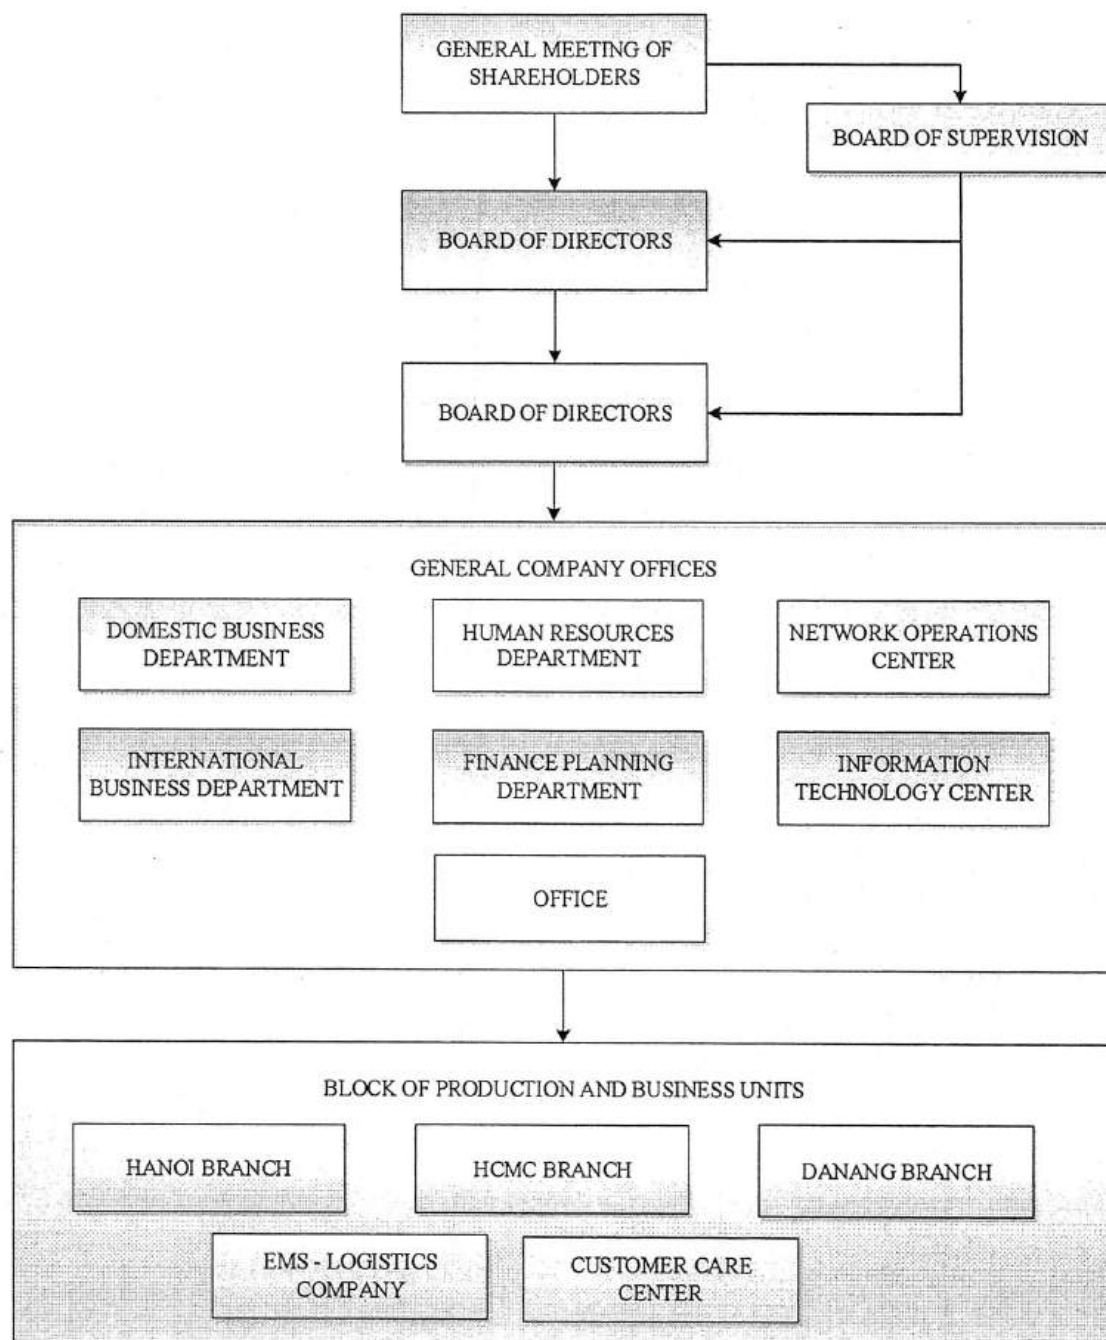 GENERAL MEETING OF
SHAREHOLDERS
BOARD OF SUPERVISION
BOARD OF DIRECTORS
BOARD OF DIRECTORS
GENERAL COMPANY OFFICES
DOMESTIC BUSINESS
DEPARTMENT
HUMAN RESOURCES
DEPARTMENT
NETWORK OPERATIONS
CENTER
INTERNATIONAL
BUSINESS DEPARTMENT
FINANCE PLANNING
DEPARTMENT
INFORMATION
TECHNOLOGY CENTER
OFFICE
BLOCK OF PRODUCTION AND BUSINESS UNITS
HANOI BRANCH
HCMC BRANCH
DANANG BRANCH
EMS - LOGISTICS
COMPANY
CUSTOMER CARE
CENTER